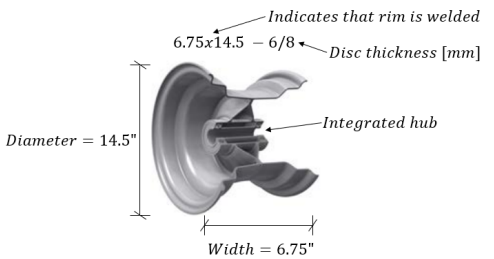 Indicates that rim is welded
6.75x14.5 – 6/8
Disc thickness [mm]
Diameter = 14.5"
Integrated hub
Width = 6.75"